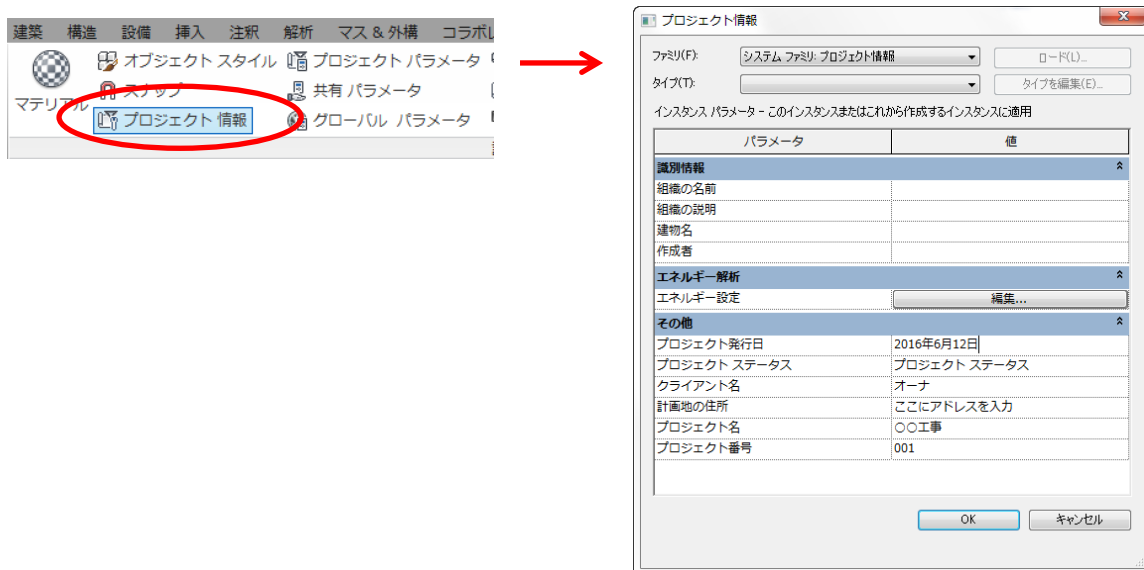 建築 構造 設備 挿入 注釈 解析 マス & 外構 コラボレ
マテリアル
オブジェクト スタイル
スナップ
プロジェクト 情報
プロジェクト パラメータ
共有 パラメータ
グローバル パラメータ
プロジェクト情報
ファミリ(F): システム ファミリ: プロジェクト情報 ロード(L)...
タイプ(T): タイプを編集(E)...
インスタンス パラメータ - このインスタンスまたはこれから作成するインスタンスに適用
パラメータ 値
識別情報
組織の名前
組織の説明
建物名
作成者
エネルギー解析
エネルギー設定 編集...
その他
プロジェクト発行日 2016年6月12日
プロジェクト ステータス プロジェクト ステータス
クライアント名 オーナ
計画地の住所 ここにアドレスを入力
プロジェクト名 ○○工事
プロジェクト番号 001
OK キャンセル